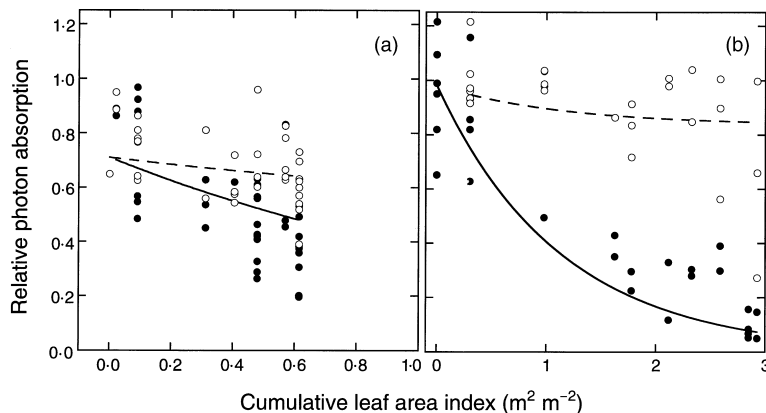 1·2
(a)
(b)
1·0
0·8
0·6
0·4
0·2
0·0
0·0 0·2 0·4 0·6 0·8 1·0
0 1 2 3
Relative photon absorption
Cumulative leaf area index (m² m⁻²)